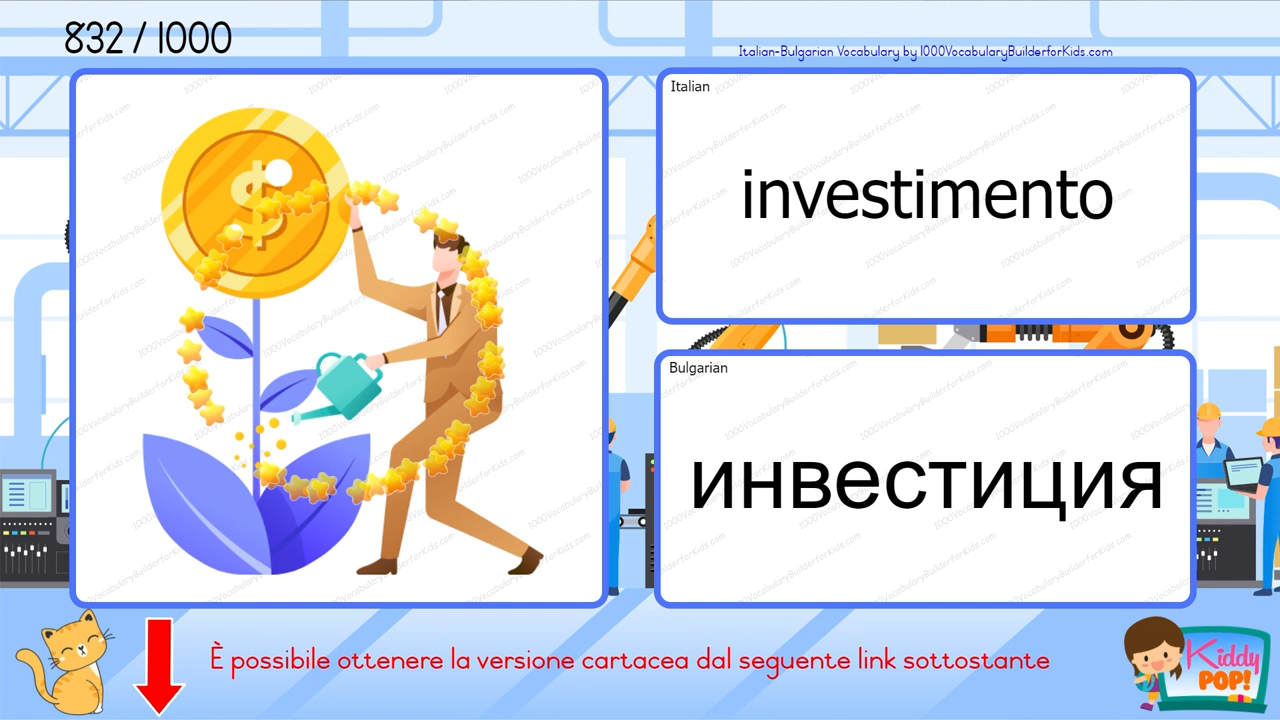 832 / 1000
Italian-Bulgarian Vocabulary by 1000VocabularyBuilderforKids.com
Italian
investimento
Bulgarian
инвестиция
È possibile ottenere la versione cartacea dal seguente link sottostante
Kiddy
POP!